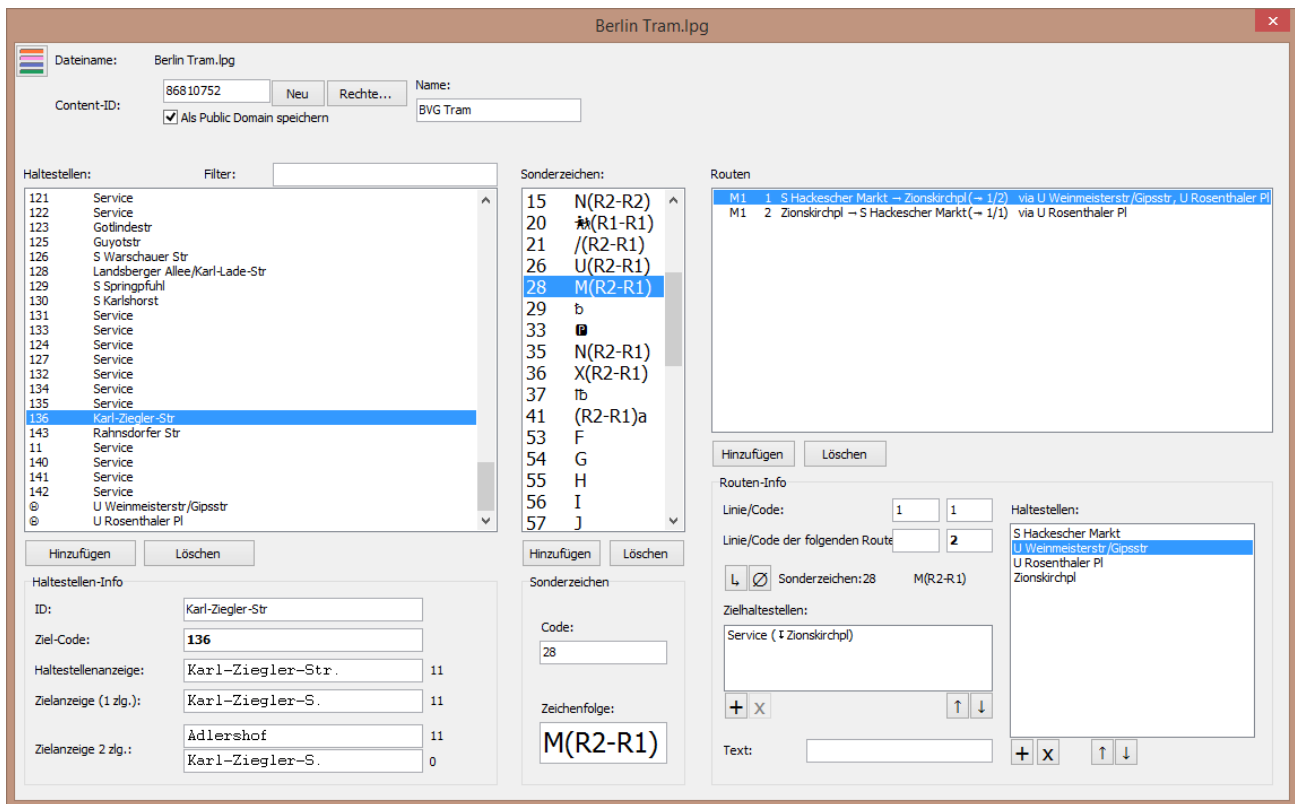 Berlin Tram.lpg
Dateiname: Berlin Tram.lpg
Content-ID: 86810752 Neu Rechte...
Als Public Domain speichern
Name:
BVG Tram
Haltestellen: Filter:
121 Service
122 Service
123 Gotlindestr
125 Guyotstr
126 S Warschauer Str
128 Landsberger Allee/Karl-Lade-Str
129 S Springpfuhl
130 S Karlshorst
131 Service
133 Service
124 Service
127 Service
132 Service
134 Service
135 Service
136 Karl-Ziegler-Str
143 Rahnsdorfer Str
11 Service
140 Service
141 Service
142 Service
U Weinmeisterstr/Gipsstr
U Rosenthaler Pl
Hinzufügen Löschen
Haltestellen-Info
ID: Karl-Ziegler-Str
Ziel-Code: 136
Haltestellenanzeige: Karl-Ziegler-Str. 11
Zielanzeige (1 zlg.): Karl-Ziegler-S. 11
Zielanzeige 2 zlg.: Adlershof 11
Karl-Ziegler-S. 0
Sonderzeichen:
15 N(R2-R2)
20 (R1-R1)
21 /(R2-R1)
26 U(R2-R1)
28 M(R2-R1)
29 ъ
33 🅿
35 N(R2-R1)
36 X(R2-R1)
37
41 (R2-R1)a
53 F
54 G
55 H
56 I
57 J
Hinzufügen Löschen
Sonderzeichen
Code:
28
Zeichenfolge:
M(R2-R1)
Routen
M1 1 S Hackescher Markt → Zionskirchpl(→ 1/2) via U Weinmeisterstr/Gipsstr, U Rosenthaler Pl
M1 2 Zionskirchpl → S Hackescher Markt(→ 1/1) via U Rosenthaler Pl
Hinzufügen Löschen
Routen-Info
Linie/Code: 1 1
Linie/Code der folgenden Route 2
↳ ∅ Sonderzeichen:28 M(R2-R1)
Zielhaltestellen:
Service (↧ Zionskirchpl)
+ x ↑ ↓
Text:
Haltestellen:
S Hackescher Markt
U Weinmeisterstr/Gipsstr
U Rosenthaler Pl
Zionskirchpl
+ x ↑ ↓